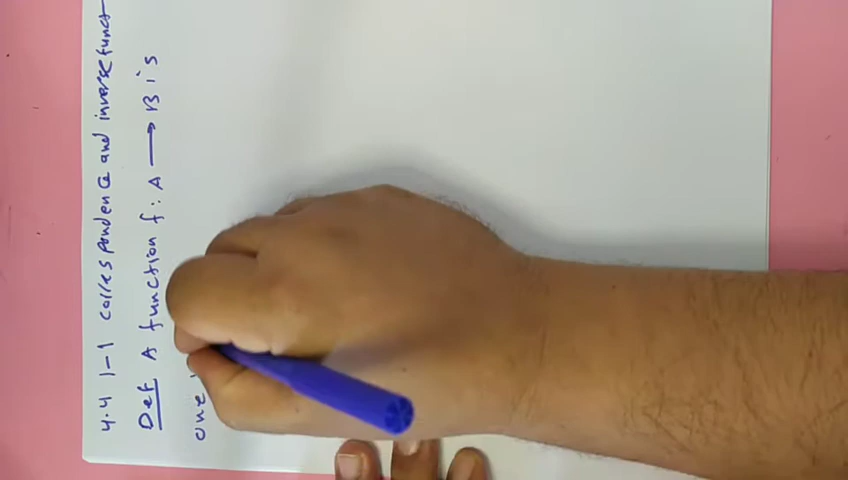 4.4 1-1 correspondence and inverse funct
Def A function f: A → B is
one